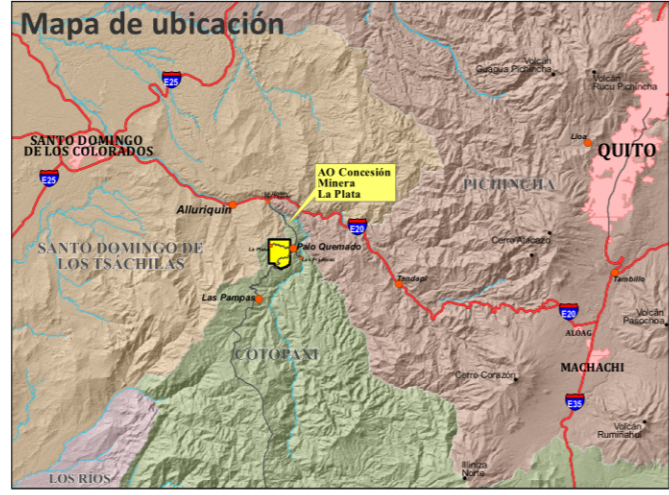 Mapa de ubicación
Volcán
Guagua Pichincha
Volcán
Rucu Pichincha
E25
Lloa
QUITO
SANTO DOMINGO
DE LOS COLORADOS
E25
AO Concesión
Minera
La Plata
PICHINCHA
Alluriquin
E20
SANTO DOMINGO DE
LOS TSACHILAS
Cerro Atacazo
Palo Quemado
Tandapi
Tambillo
Las Pampas
E20
Volcán
Pasochoa
ALOAG
COTOPAXI
MACHACHI
Cerro Corazón
E35
Volcán
Rumiñahui
LOS RÍOS
Illiniza
Norte